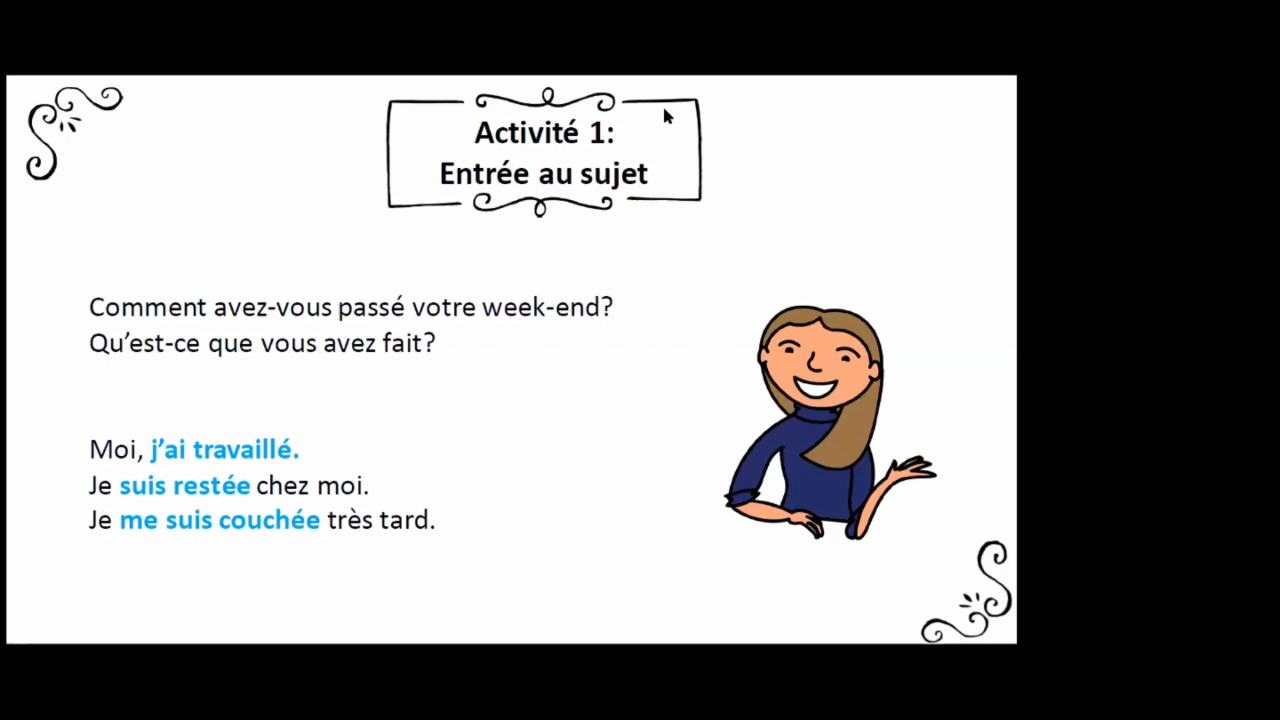 Activité 1:
Entrée au sujet
Comment avez-vous passé votre week-end?
Qu’est-ce que vous avez fait?
Moi, j’ai travaillé.
Je suis restée chez moi.
Je me suis couchée très tard.